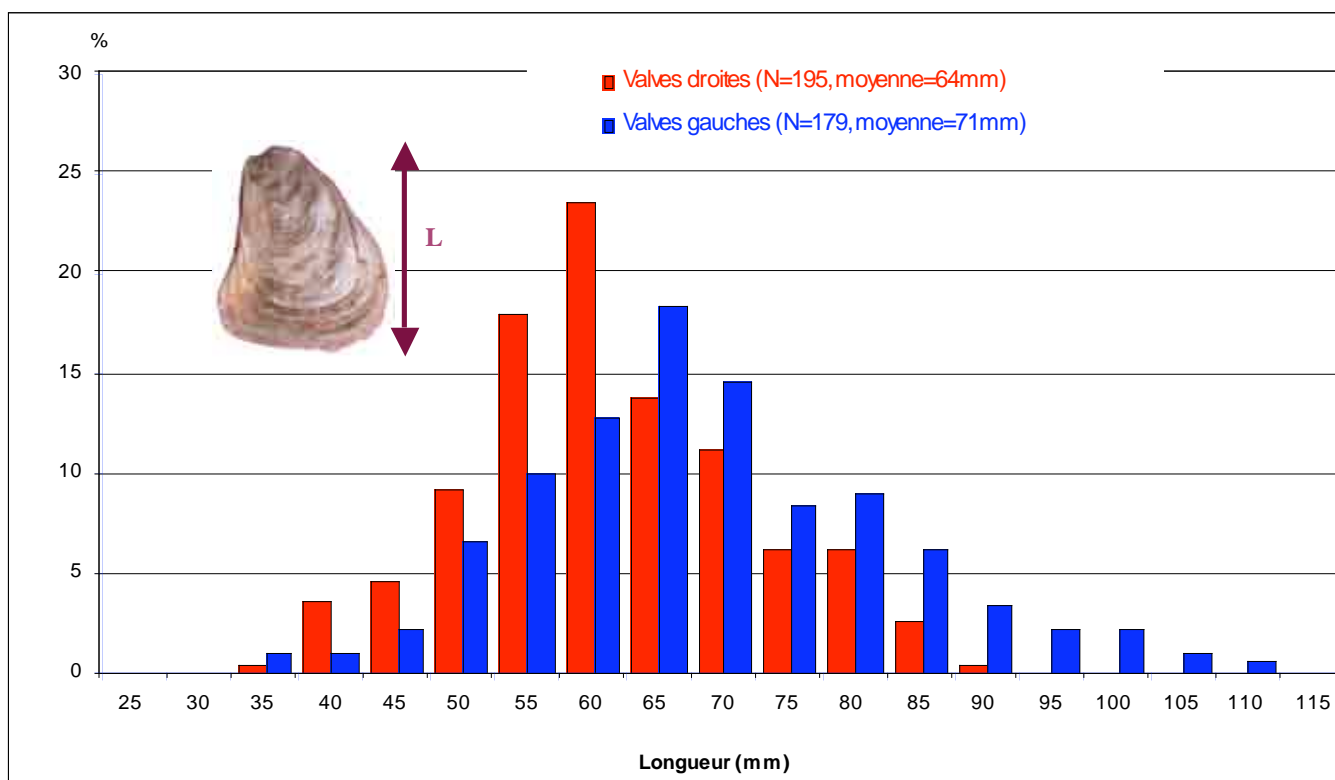 %
30
Valves droites (N=195, moyenne=64mm)
Valves gauches (N=179, moyenne=71mm)
25
L
20
15
10
5
0
25 30 35 40 45 50 55 60 65 70 75 80 85 90 95 100 105 110 115
Longueur (mm)